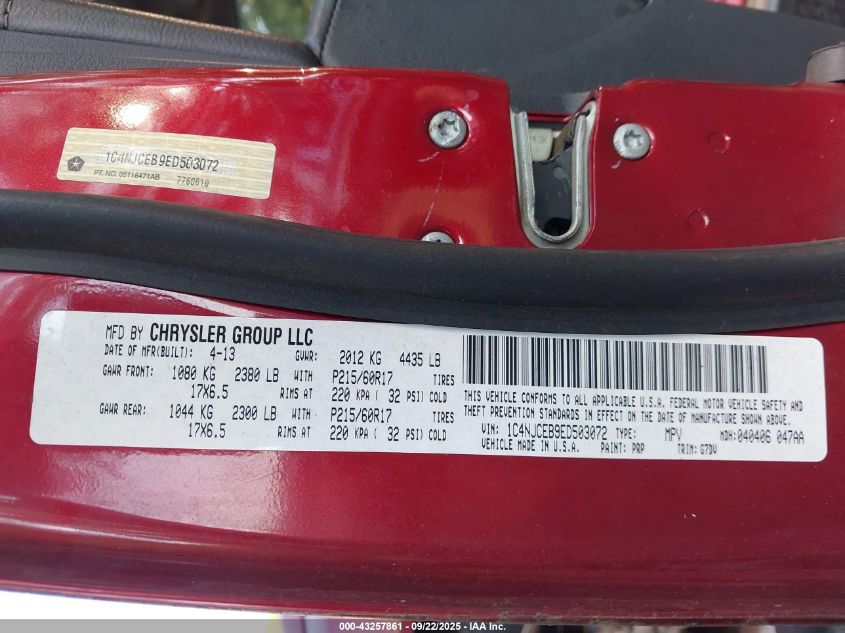 1C4NJCEB9ED503072
PT. NO. 05116471AB 7760610
MFD BY CHRYSLER GROUP LLC
DATE OF MFR(BUILT): 4-13 GVWR: 2012 KG 4435 LB
GAWR FRONT: 1080 KG 2380 LB WITH P215/60R17 TIRES
17X6.5 RIMS AT 220 KPA ( 32 PSI) COLD
GAWR REAR: 1044 KG 2300 LB WITH P215/60R17 TIRES
17X6.5 RIMS AT 220 KPA ( 32 PSI) COLD
THIS VEHICLE CONFORMS TO ALL APPLICABLE U.S.A. FEDERAL MOTOR VEHICLE SAFETY AND
THEFT PREVENTION STANDARDS IN EFFECT ON THE DATE OF MANUFACTURE SHOWN ABOVE.
VIN: 1C4NJCEB9ED503072 TYPE: MPV MDH: 040406 047AA
VEHICLE MADE IN U.S.A. PAINT: PRP TRIM: G7DV
000-43257861 - 09/22/2025 - IAA Inc.